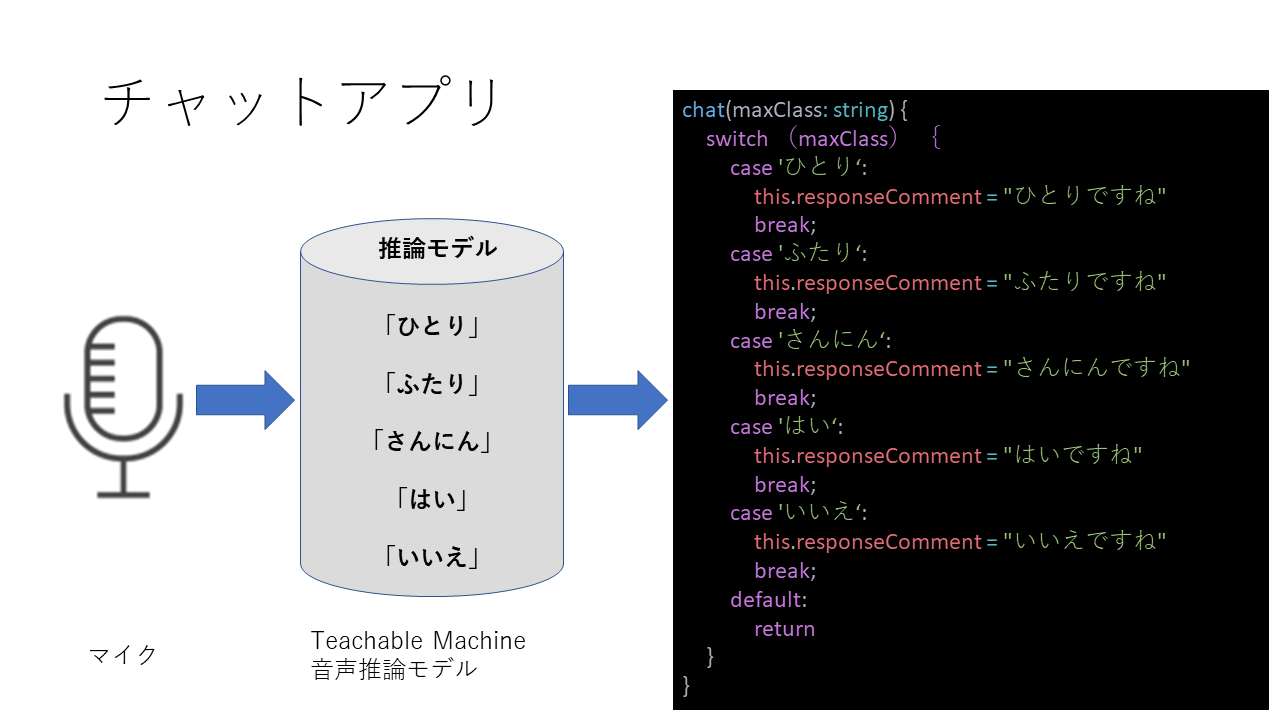 チャットアプリ
推論モデル
「ひとり」
「ふたり」
「さんにん」
「はい」
「いいえ」
マイク
Teachable Machine
音声推論モデル
chat(maxClass: string) {
switch （maxClass） ｛
case 'ひとり‘:
this.responseComment = "ひとりですね"
break;
case 'ふたり‘:
this.responseComment = "ふたりですね"
break;
case 'さんにん‘:
this.responseComment = "さんにんですね"
break;
case 'はい‘:
this.responseComment = "はいですね"
break;
case 'いいえ‘:
this.responseComment = "いいえですね"
break;
default:
return
}
}